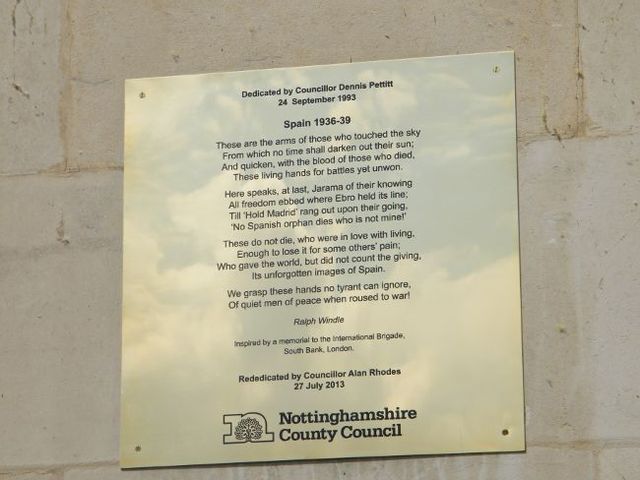 Dedicated by Councillor Dennis Pettitt
24 September 1993
Spain 1936-39
These are the arms of those who touched the sky
From which no time shall darken out their sun;
And quicken, with the blood of those who died,
These living hands for battles yet unwon.
Here speaks, at last, Jarama of their knowing
All freedom ebbed where Ebro held its line;
Till 'Hold Madrid' rang out upon their going,
'No Spanish orphan dies who is not mine!'
These do not die, who were in love with living,
Enough to lose it for some others' pain;
Who gave the world, but did not count the giving,
Its unforgotten images of Spain.
We grasp these hands no tyrant can ignore,
Of quiet men of peace when roused to war!
Ralph Windle
Inspired by a memorial to the International Brigade,
South Bank, London.
Rededicated by Councillor Alan Rhodes
27 July 2013
n
Nottinghamshire
County Council